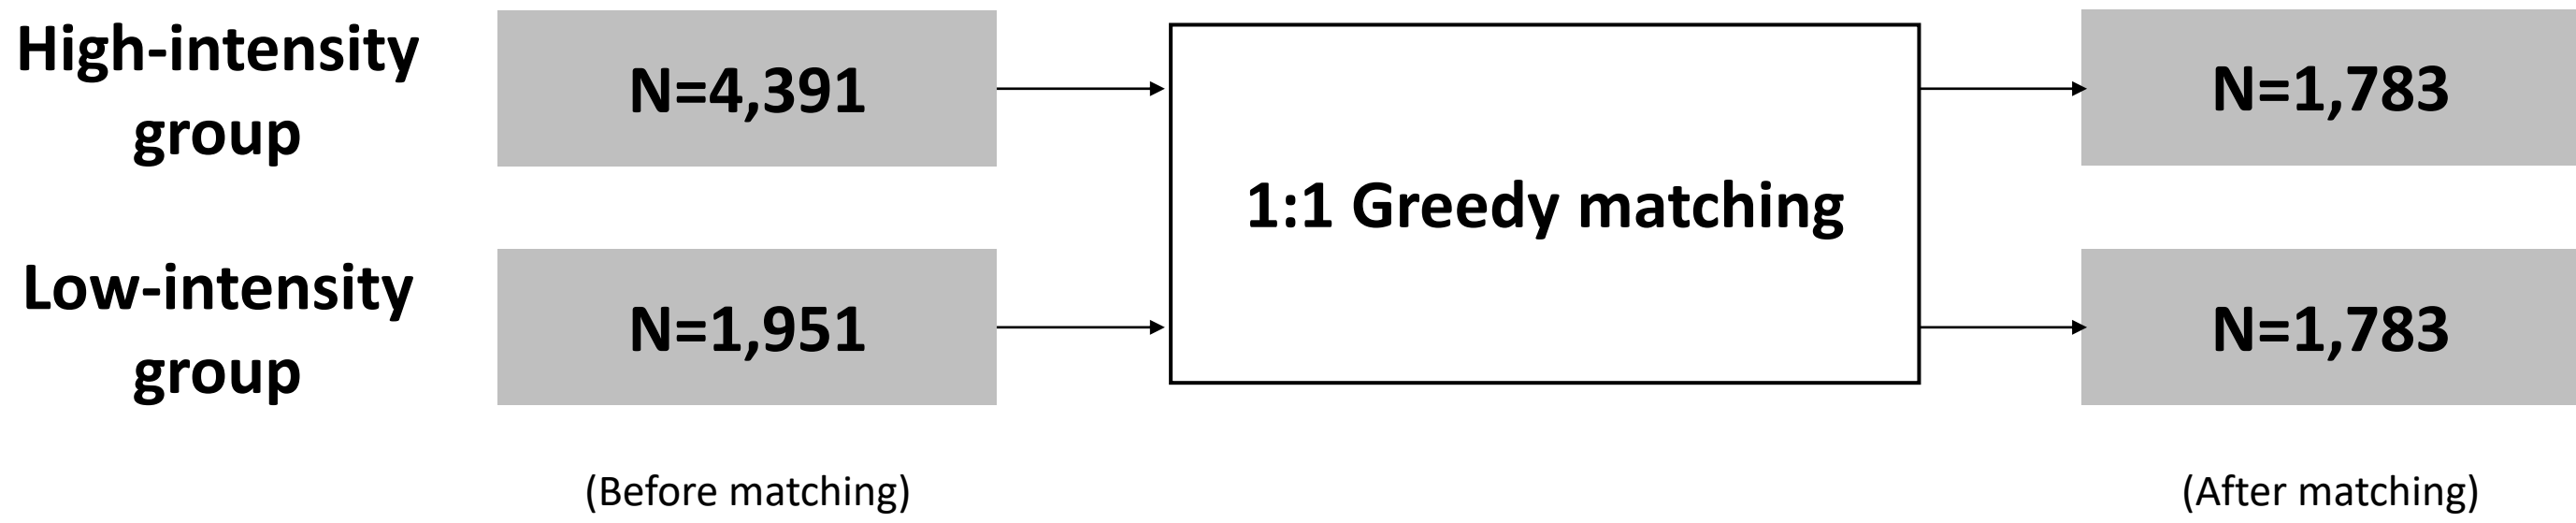 High-intensity
group
N=4,391
1:1 Greedy matching
N=1,783
Low-intensity
group
N=1,951
N=1,783
(Before matching)
(After matching)